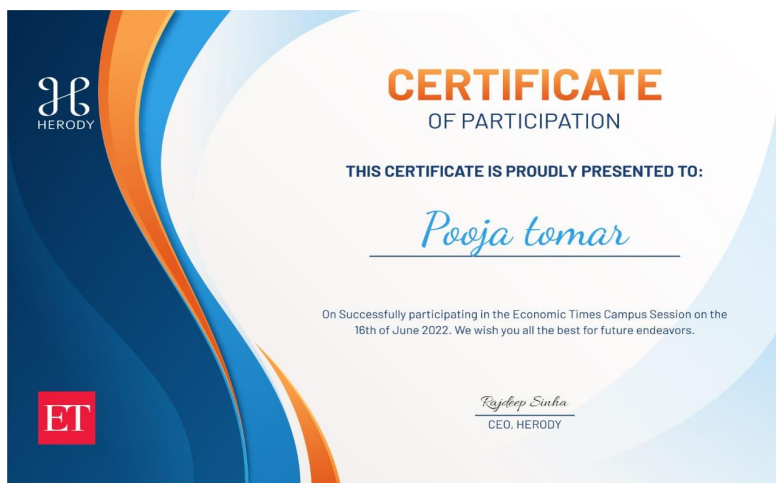 HERODY
CERTIFICATE
OF PARTICIPATION
THIS CERTIFICATE IS PROUDLY PRESENTED TO:
Pooja tomar
On Successfully participating in the Economic Times Campus Session on the
16th of June 2022. We wish you all the best for future endeavors.
ET
Rajdeep Sinha
CEO, HERODY